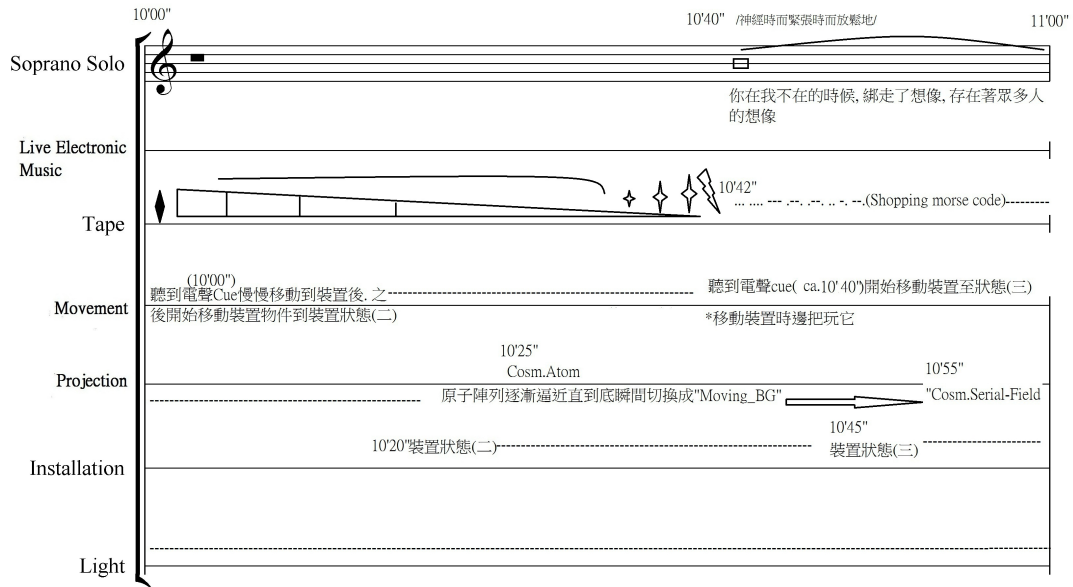 10'00"
10'40" /神經時而緊張時而放鬆地/
11'00"
Soprano Solo
你在我不在的時候, 綁走了想像, 存在著眾多人
的想像
Live Electronic
Music
Tape
10'42"
... .... --- .--. .--. .. -. --.(Shopping morse code)--------
Movement
(10'00")
聽到電聲Cue慢慢移動到裝置後. 之
後開始移動裝置物件到裝置狀態(二)
聽到電聲cue( ca.10' 40")開始移動裝置至狀態(三)
*移動裝置時邊把玩它
Projection
10'25"
Cosm.Atom
原子陣列逐漸逼近直到底瞬間切換成"Moving_BG"
10'55"
"Cosm.Serial-Field
Installation
10'20"裝置狀態(二)
10'45"
裝置狀態(三)
Light